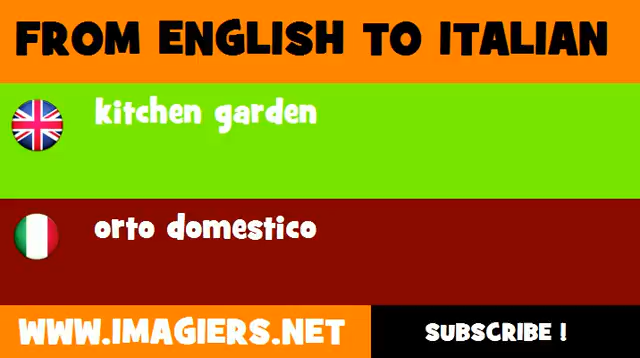 FROM ENGLISH TO ITALIAN
kitchen garden
orto domestico
WWW.IMAGIERS.NET
SUBSCRIBE !